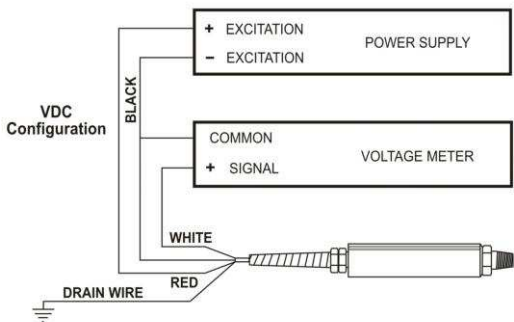 + EXCITATION
POWER SUPPLY
− EXCITATION
BLACK
VDC
Configuration
COMMON
VOLTAGE METER
+ SIGNAL
WHITE
RED
DRAIN WIRE